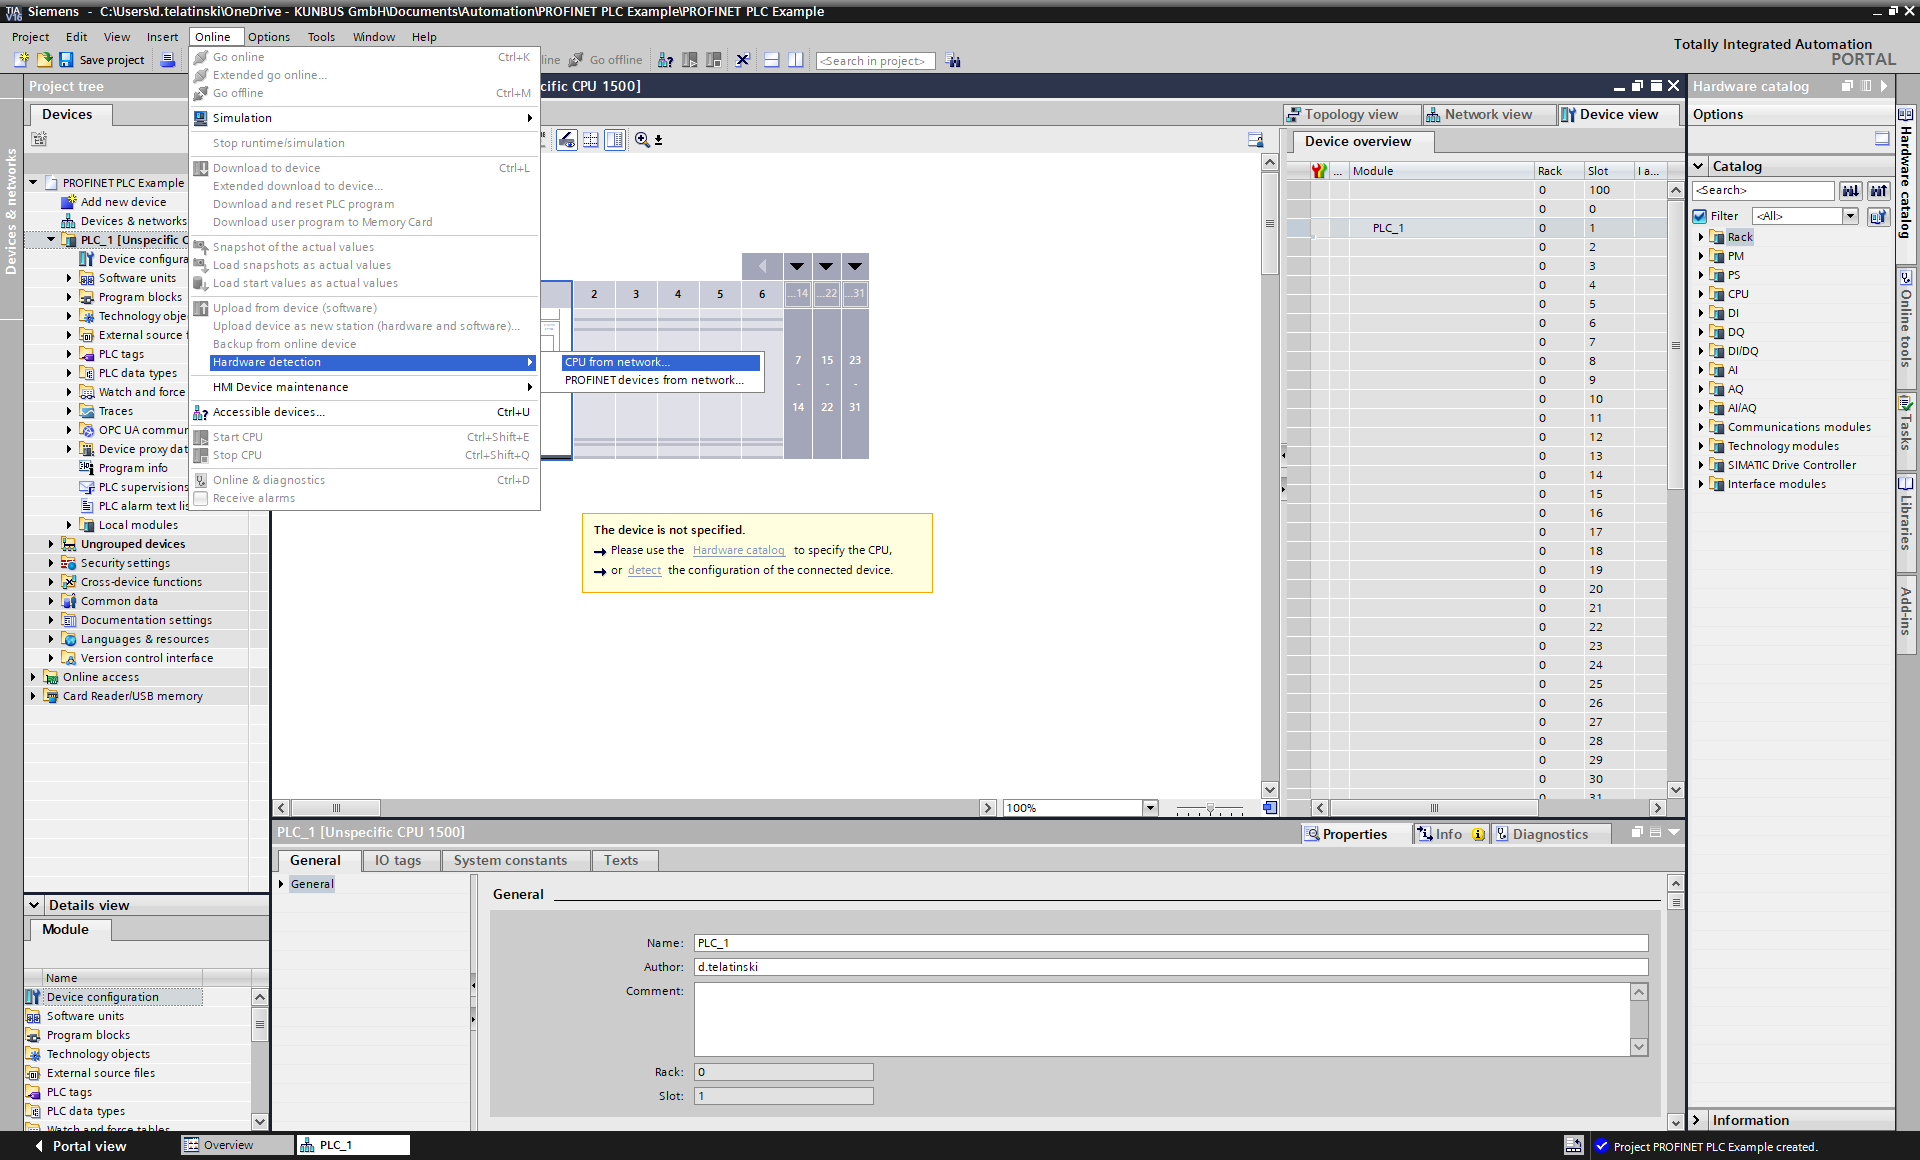 Siemens - C:\Users\d.telatinski\OneDrive - KUNBUS GmbH\Documents\Automation\PROFINET PLC Example\PROFINET PLC Example
Project Edit View Insert Online Options Tools Window Help
Totally Integrated Automation
PORTAL
Save project
Go offline
<Search in project>
Go online Ctrl+K
Extended go online...
Go offline Ctrl+M
Simulation
Stop runtime/simulation
Download to device Ctrl+L
Extended download to device...
Download and reset PLC program
Download user program to Memory Card
Snapshot of the actual values
Load snapshots as actual values
Load start values as actual values
Upload from device (software)
Upload device as new station (hardware and software)...
Backup from online device
Hardware detection
HMI Device maintenance
Accessible devices... Ctrl+U
Start CPU Ctrl+Shift+E
Stop CPU Ctrl+Shift+Q
Online & diagnostics Ctrl+D
Receive alarms
CPU from network...
PROFINET devices from network...
Project tree
Devices
Devices & networks
PROFINET PLC Example
Add new device
Devices & networks
PLC_1 [Unspecific C
Device configura
Software units
Program blocks
Technology obje
External source f
PLC tags
PLC data types
Watch and force
Traces
OPC UA commun
Device proxy dat
Program info
PLC supervisions
PLC alarm text lis
Local modules
Ungrouped devices
Security settings
Cross-device functions
Common data
Documentation settings
Languages & resources
Version control interface
Online access
Card Reader/USB memory
Details view
Module
Name
Device configuration
Software units
Program blocks
Technology objects
External source files
PLC tags
PLC data types
Watch and force tables
cific CPU 1500]
Topology view Network view Device view
2 3 4 5 6 ...14 ...22 ...31
7 15 23
- - -
14 22 31
The device is not specified.
Please use the Hardware catalog to specify the CPU,
or detect the configuration of the connected device.
100%
Device overview
... Module Rack Slot I a...
0 100
0 0
PLC_1 0 1
0 2
0 3
0 4
0 5
0 6
0 7
0 8
0 9
0 10
0 11
0 12
0 13
0 14
0 15
0 16
0 17
0 18
0 19
0 20
0 21
0 22
0 23
0 24
0 25
0 26
0 27
0 28
0 29
0 30
0 31
PLC_1 [Unspecific CPU 1500]
Properties Info Diagnostics
General IO tags System constants Texts
General
General
Name: PLC_1
Author: d.telatinski
Comment:
Rack: 0
Slot: 1
Hardware catalog
Options
Catalog
<Search>
Filter <All>
Rack
PM
PS
CPU
DI
DQ
DI/DQ
AI
AQ
AI/AQ
Communications modules
Technology modules
SIMATIC Drive Controller
Interface modules
Information
Hardware catalog
Online tools
Tasks
Libraries
Add-ins
Portal view Overview PLC_1
Project PROFINET PLC Example created.